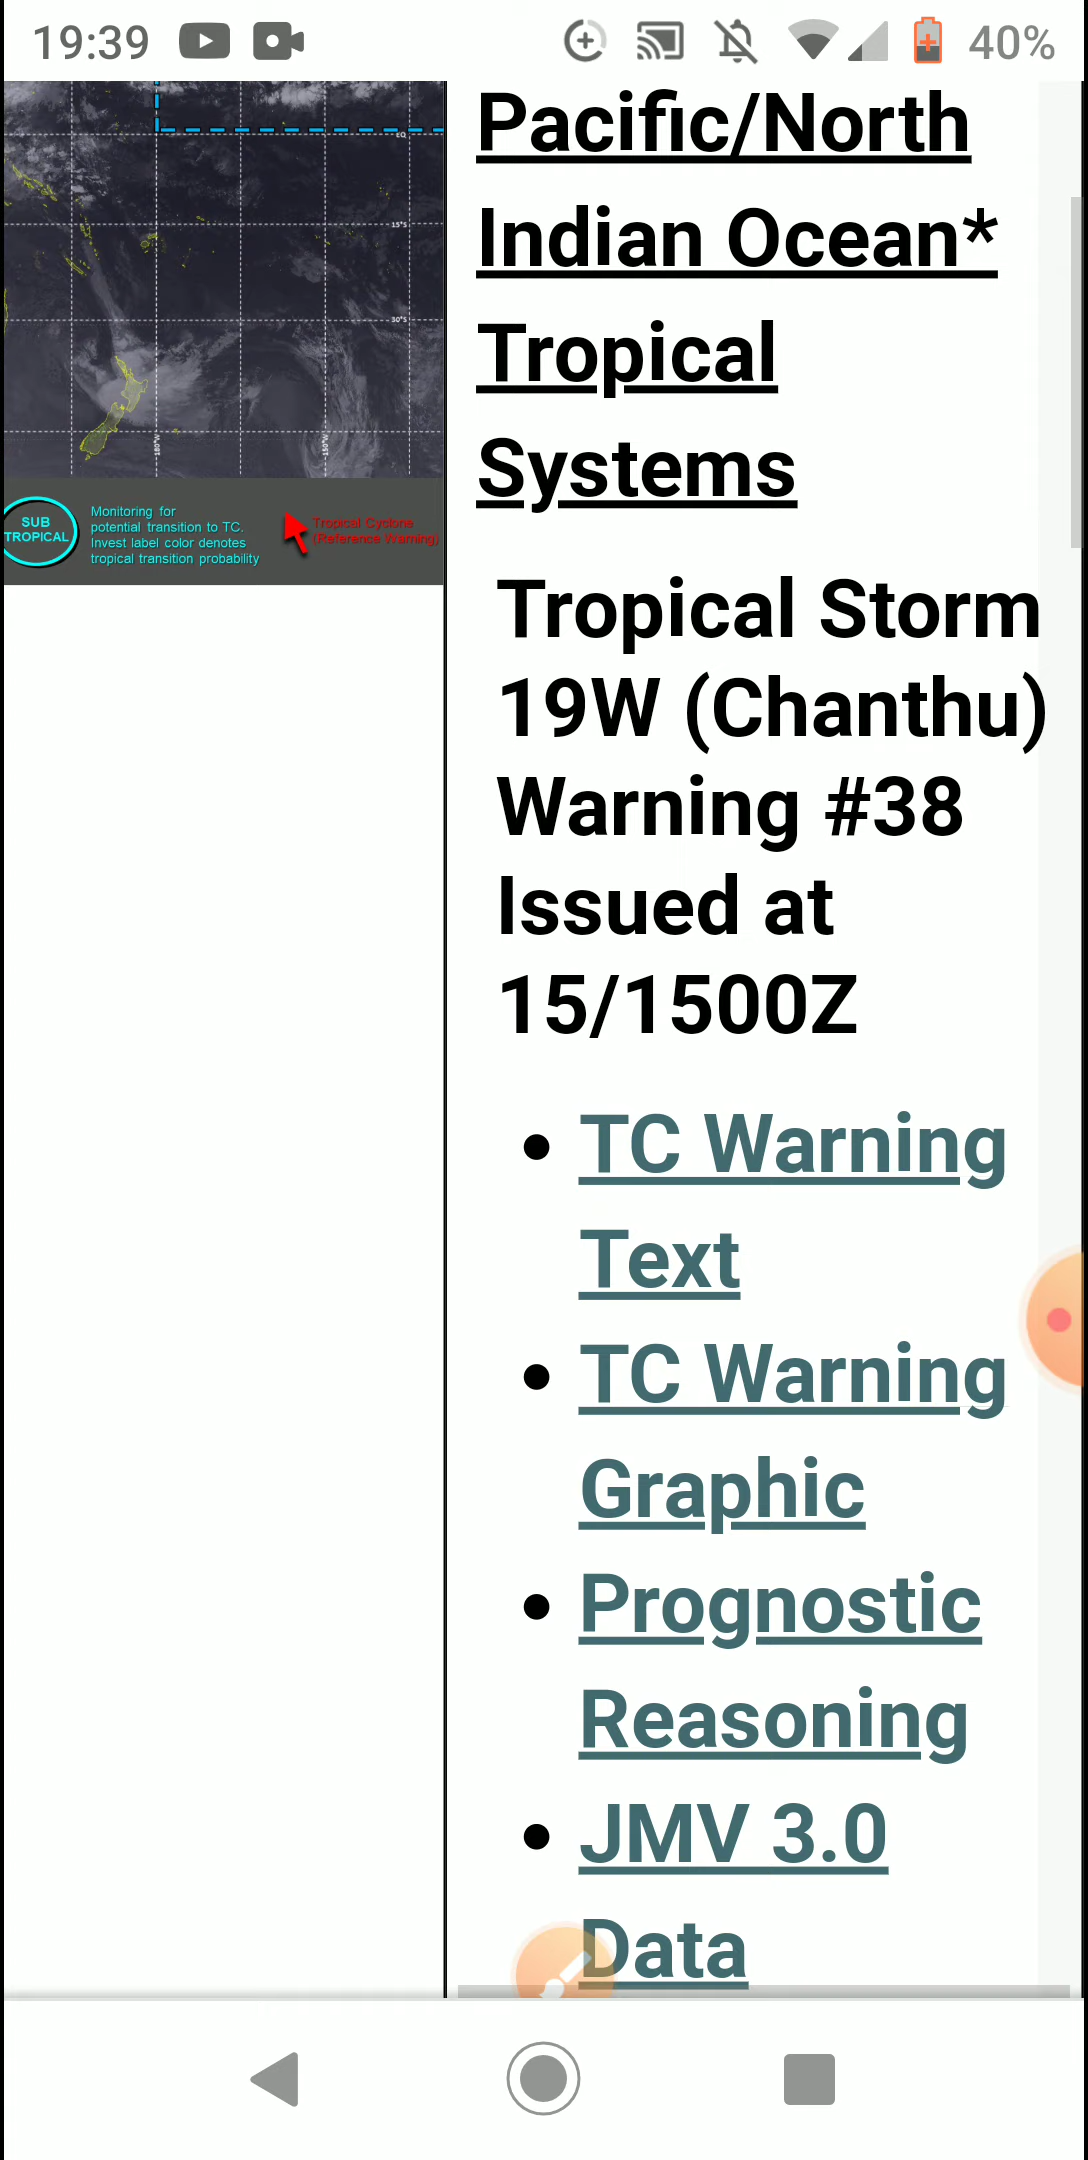 19:39
40%
EQ
15°S
30°S
180°W
150°W
SUB
TROPICAL
Monitoring for
potential transition to TC.
Invest label color denotes
tropical transition probability
Tropical Cyclone
(Reference Warning)
Pacific/North
Indian Ocean*
Tropical
Systems
Tropical Storm
19W (Chanthu)
Warning #38
Issued at
15/1500Z
• TC Warning
Text
• TC Warning
Graphic
• Prognostic
Reasoning
• JMV 3.0
Data